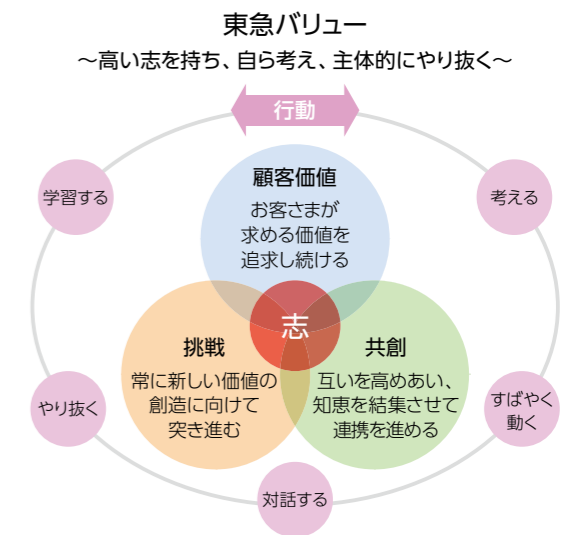 東急バリュー
～高い志を持ち、自ら考え、主体的にやり抜く～
行動
学習する
考える
顧客価値
お客さまが
求める価値を
追求し続ける
志
挑戦
常に新しい価値の
創造に向けて
突き進む
共創
互いを高めあい、
知恵を結集させて
連携を進める
やり抜く
すばやく
動く
対話する